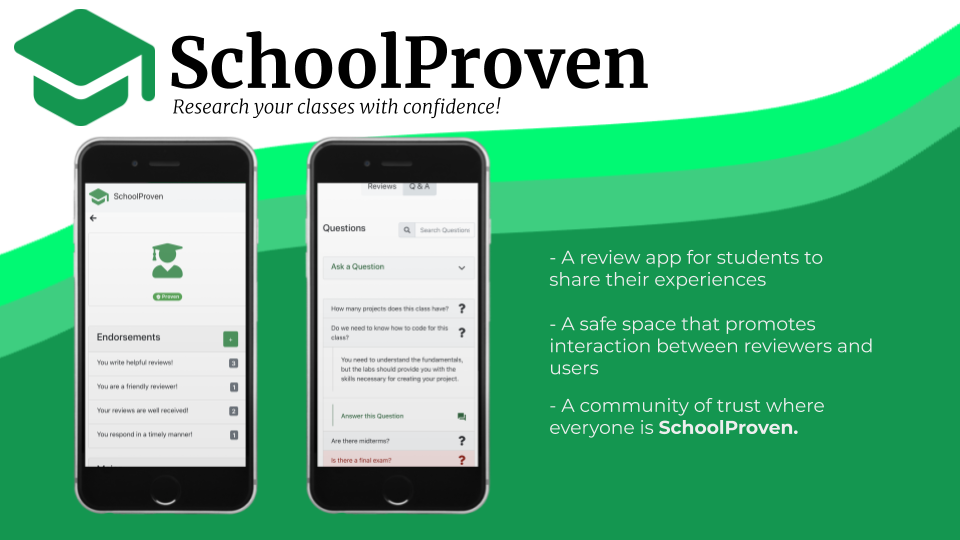 SchoolProven
Research your classes with confidence!
SchoolProven
Proven
Endorsements
+
You write helpful reviews! 3
You are a friendly reviewer! 1
Your reviews are well received! 2
You respond in a timely manner! 1
Reviews Q & A
Questions Search Questions
Ask a Question
How many projects does this class have? ?
Do we need to know how to code for this
class? ?
You need to understand the fundamentals,
but the labs should provide you with the
skills necessary for creating your project.
Answer this Question
Are there midterms? ?
Is there a final exam? ?
- A review app for students to
share their experiences
- A safe space that promotes
interaction between reviewers and
users
- A community of trust where
everyone is SchoolProven.